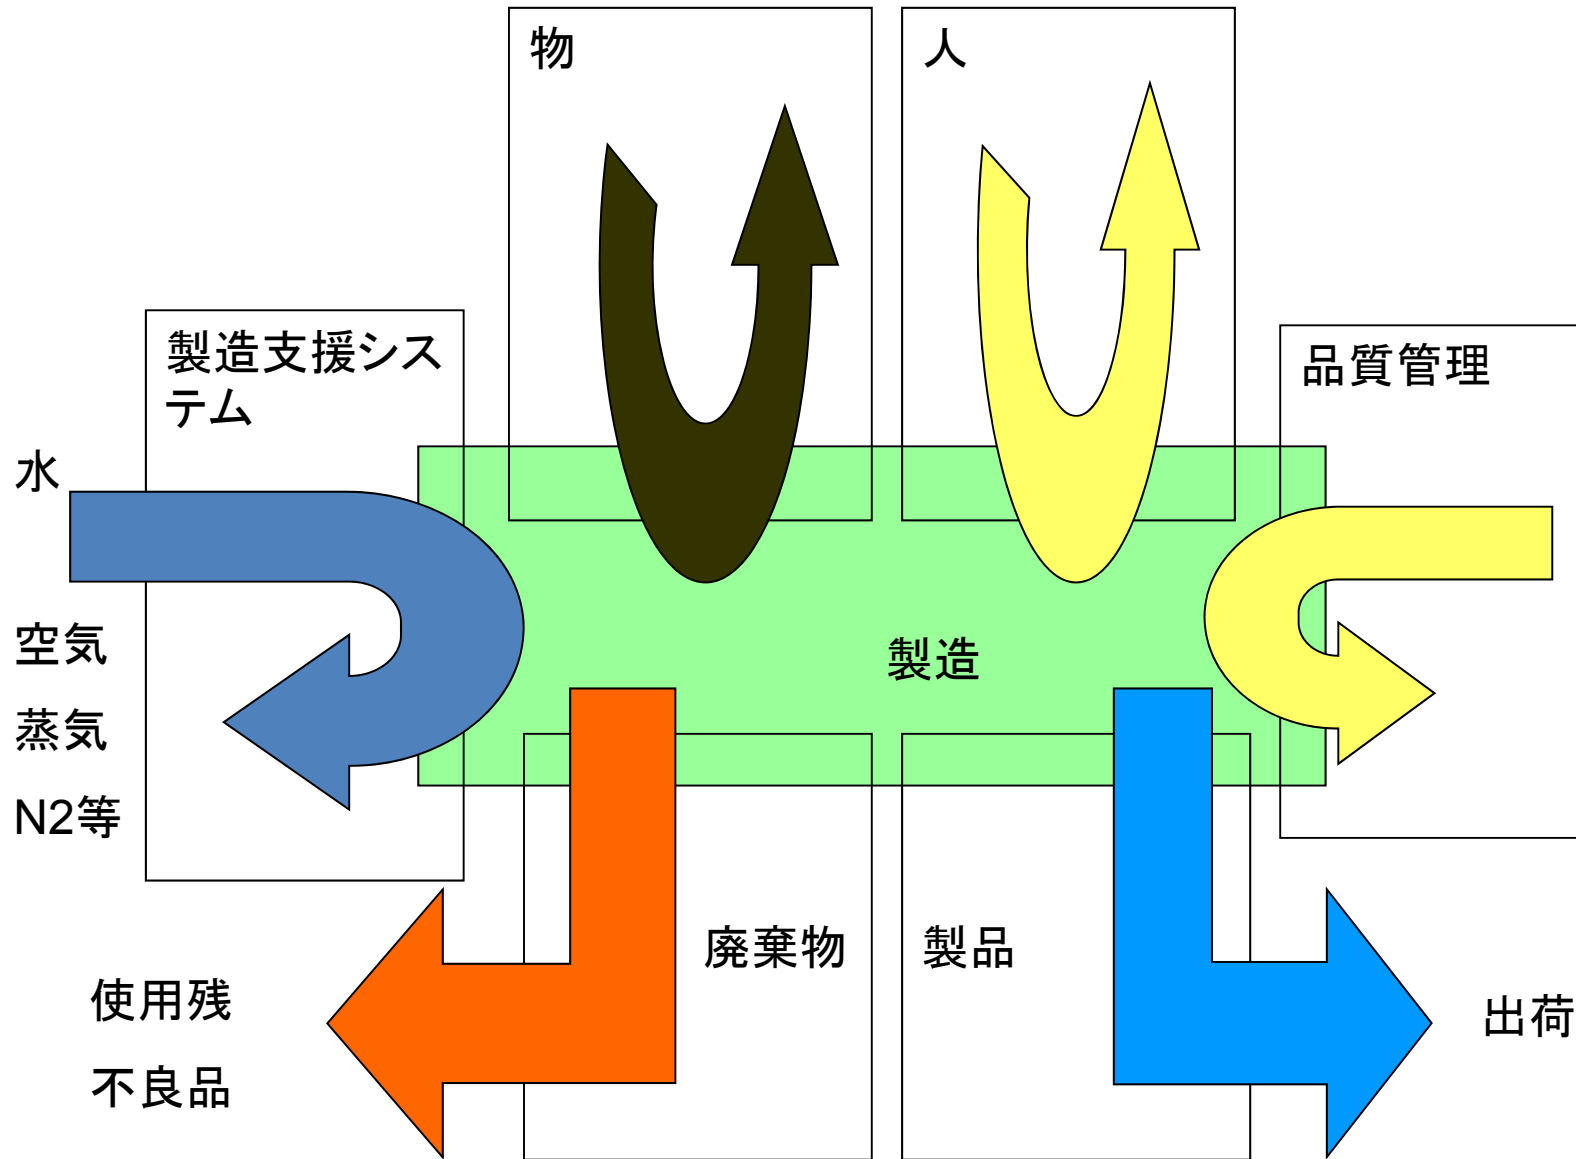 物
人
製造支援シス
テム
品質管理
水
空気
製造
蒸気
N2等
廃棄物
製品
使用残
出荷
不良品